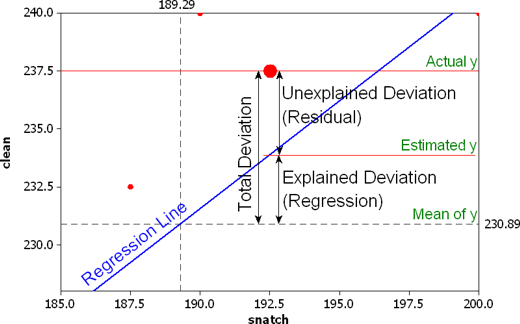 189.29
240.0
237.5
235.0
232.5
230.0
clean
Actual y
Unexplained Deviation
(Residual)
Total Deviation
Estimated y
Explained Deviation
(Regression)
Mean of y
230.89
Regression Line
185.0 187.5 190.0 192.5 195.0 197.5 200.0
snatch